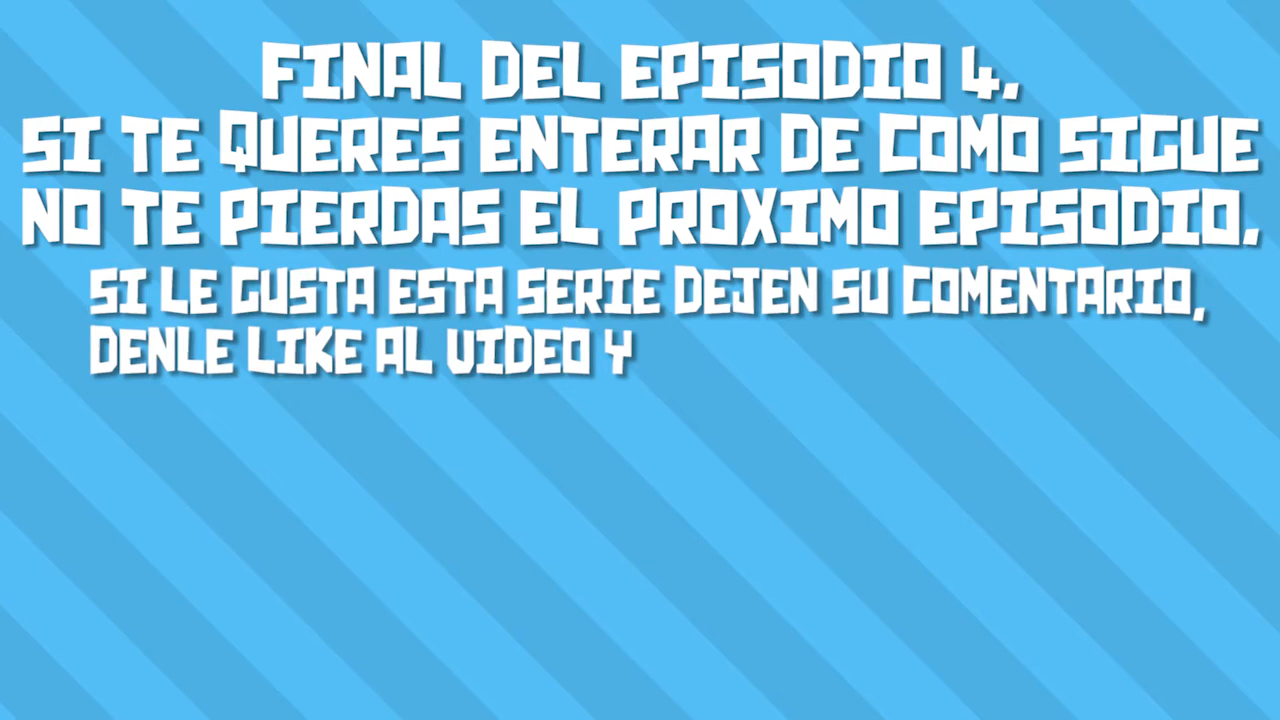 FINAL DEL EPISODIO 4.
SI TE QUERES ENTERAR DE COMO SIGUE
NO TE PIERDAS EL PROXIMO EPISODIO.
SI LE GUSTA ESTA SERIE DEJEN SU COMENTARIO,
DENLE LIKE AL VIDEO Y